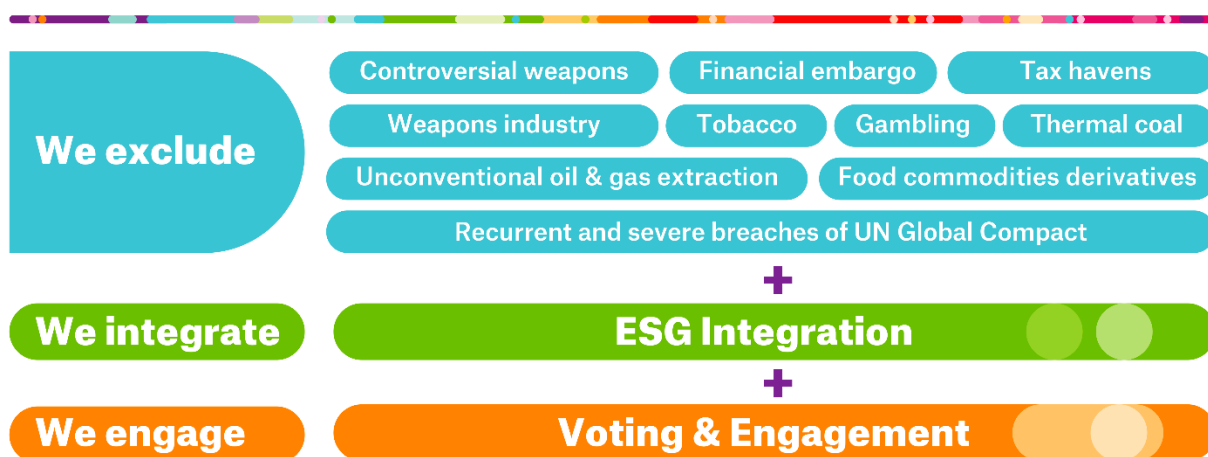 We exclude
Controversial weapons
Financial embargo
Tax havens
Weapons industry
Tobacco
Gambling
Thermal coal
Unconventional oil & gas extraction
Food commodities derivatives
Recurrent and severe breaches of UN Global Compact
+
We integrate
ESG Integration
+
We engage
Voting & Engagement